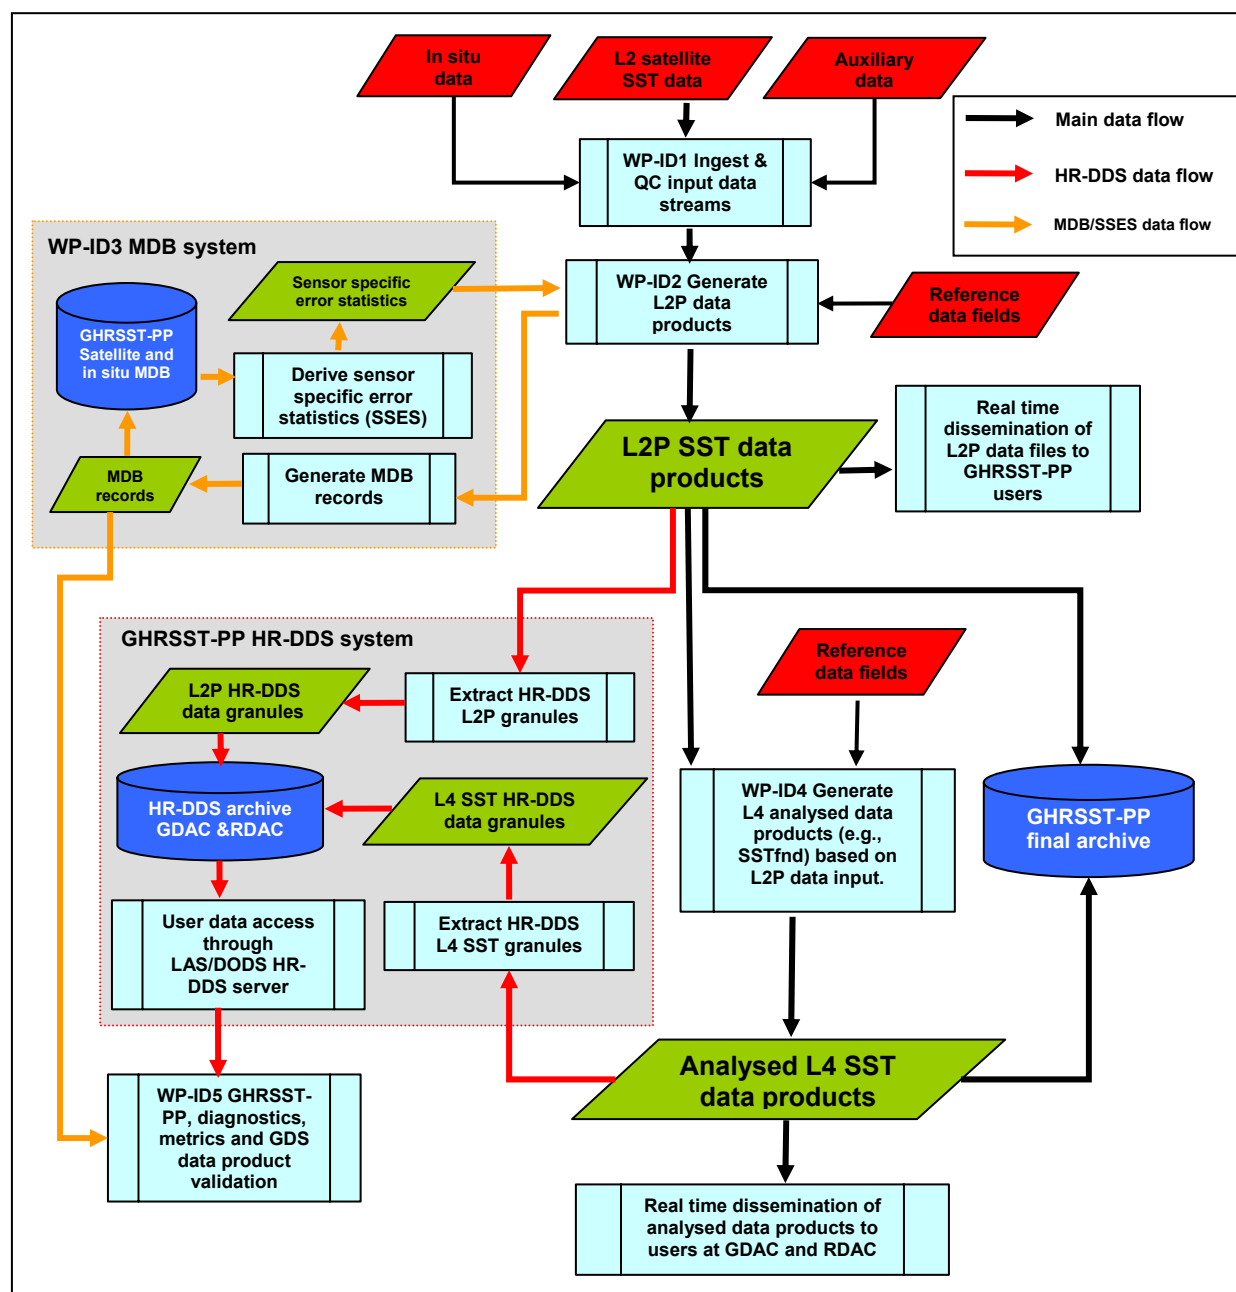 In situ
data
L2 satellite
SST data
Auxiliary
data
Main data flow
HR-DDS data flow
MDB/SSES data flow
WP-ID1 Ingest &
QC input data
streams
WP-ID3 MDB system
Sensor specific
error statistics
WP-ID2 Generate
L2P data
products
Reference
data fields
GHRSST-PP
Satellite and
in situ MDB
Derive sensor
specific error
statistics (SSES)
Real time
dissemination of
L2P data files to
GHRSST-PP
users
L2P SST data
products
MDB
records
Generate MDB
records
GHRSST-PP HR-DDS system
Reference
data fields
L2P HR-DDS
data granules
Extract HR-DDS
L2P granules
HR-DDS archive
GDAC &RDAC
L4 SST HR-DDS
data granules
WP-ID4 Generate
L4 analysed data
products (e.g.,
SSTfnd) based on
L2P data input.
GHRSST-PP
final archive
User data access
through
LAS/DODS HR-
DDS server
Extract HR-DDS
L4 SST granules
Analysed L4 SST
data products
WP-ID5 GHRSST-
PP, diagnostics,
metrics and GDS
data product
validation
Real time dissemination of
analysed data products to
users at GDAC and RDAC